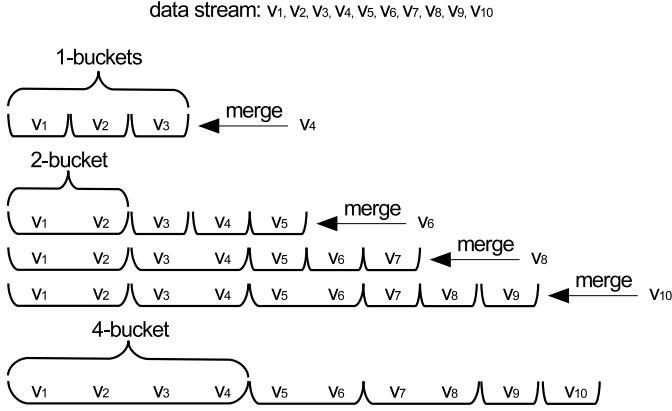 data stream: v1, v2, v3, v4, v5, v6, v7, v8, v9, v10
1-buckets
v1 v2 v3 merge v4
2-bucket
v1 v2 v3 v4 v5 merge v6
v1 v2 v3 v4 v5 v6 v7 merge v8
v1 v2 v3 v4 v5 v6 v7 v8 v9 merge v10
4-bucket
v1 v2 v3 v4 v5 v6 v7 v8 v9 v10